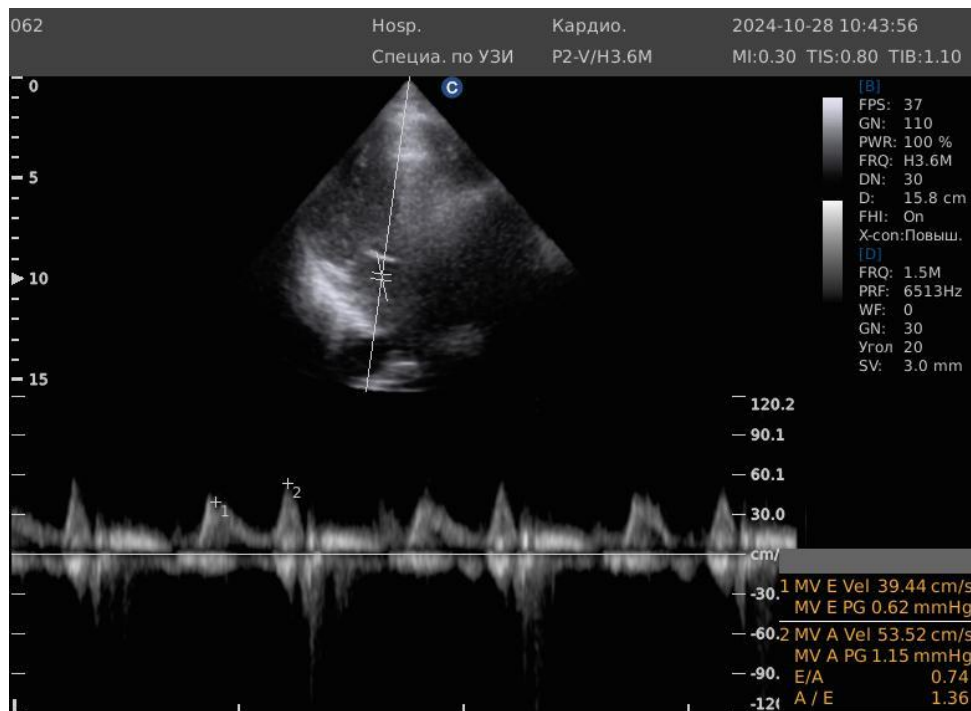 062 Hosp. Кардио. 2024-10-28 10:43:56
Специа. по УЗИ P2-V/H3.6M MI:0.30 TIS:0.80 TIB:1.10
C
0
5
10
15
[B]
FPS: 37
GN: 110
PWR: 100 %
FRQ: H3.6M
DN: 30
D: 15.8 cm
FHI: On
X-con:Повыш.
[D]
FRQ: 1.5M
PRF: 6513Hz
WF: 0
GN: 30
Угол 20
SV: 3.0 mm
120.2
90.1
60.1
30.0
cm/
-30.
-60.
-90.
-120
1
2
1 MV E Vel 39.44 cm/s
MV E PG 0.62 mmHg
2 MV A Vel 53.52 cm/s
MV A PG 1.15 mmHg
E/A 0.74
A / E 1.36